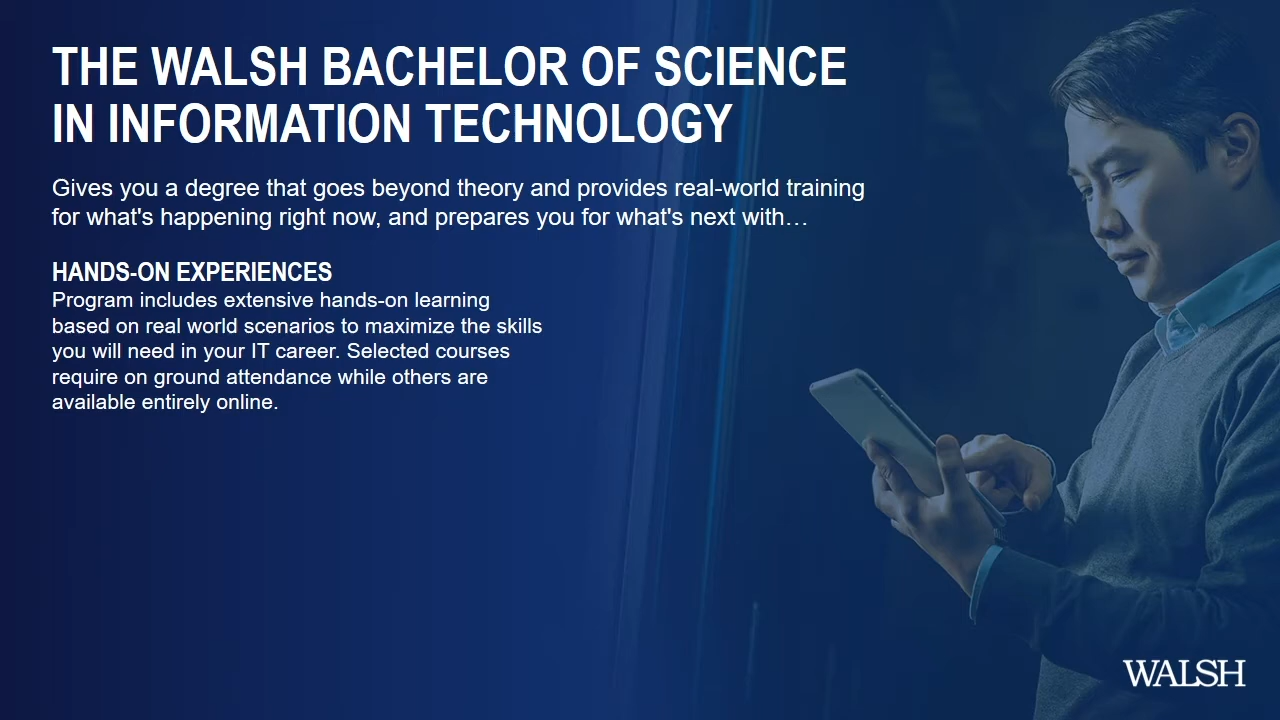 THE WALSH BACHELOR OF SCIENCE
IN INFORMATION TECHNOLOGY
Gives you a degree that goes beyond theory and provides real-world training
for what's happening right now, and prepares you for what's next with…
HANDS-ON EXPERIENCES
Program includes extensive hands-on learning
based on real world scenarios to maximize the skills
you will need in your IT career. Selected courses
require on ground attendance while others are
available entirely online.
WALSH